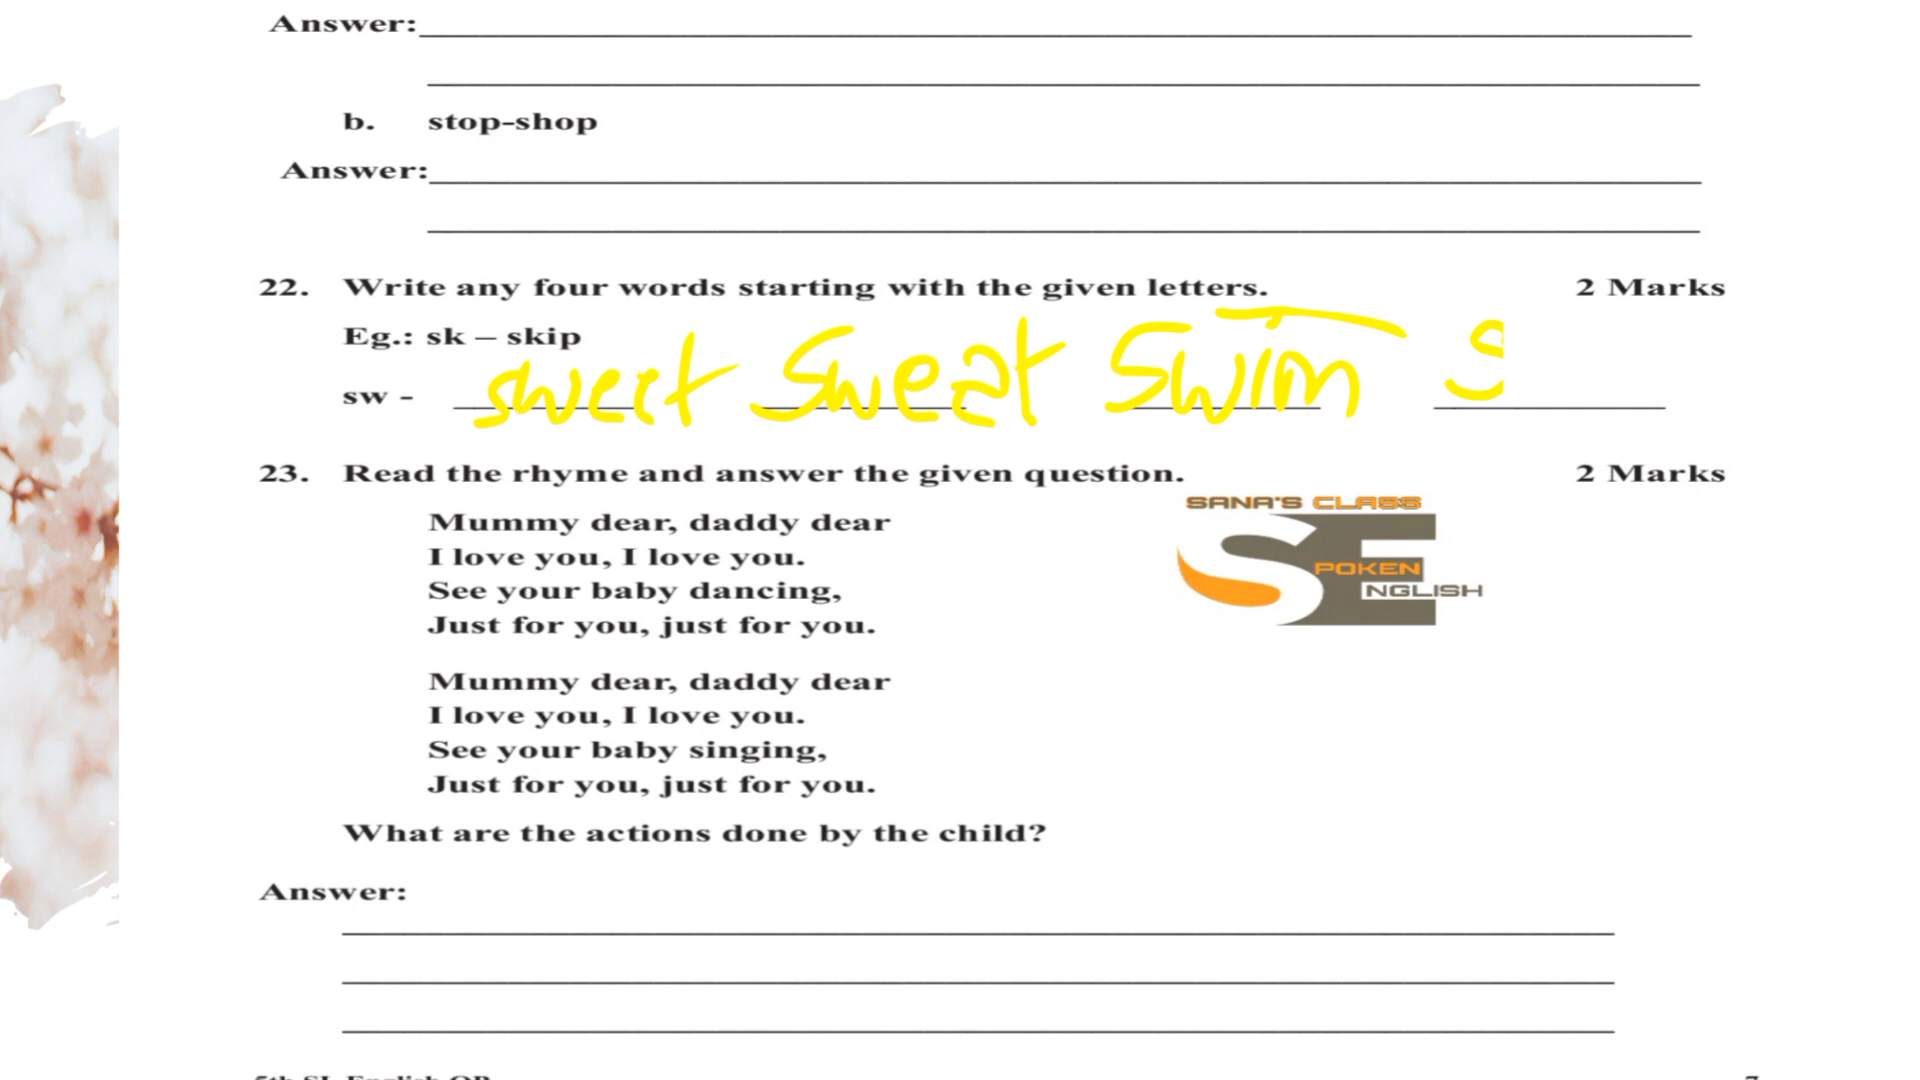 Answer:
b. stop-shop
Answer:
22. Write any four words starting with the given letters. 2 Marks
Eg.: sk – skip
sw - sweet sweat swim S
23. Read the rhyme and answer the given question. 2 Marks
SANA'S CLASS
SPOKEN
ENGLISH
Mummy dear, daddy dear
I love you, I love you.
See your baby dancing,
Just for you, just for you.
Mummy dear, daddy dear
I love you, I love you.
See your baby singing,
Just for you, just for you.
What are the actions done by the child?
Answer: